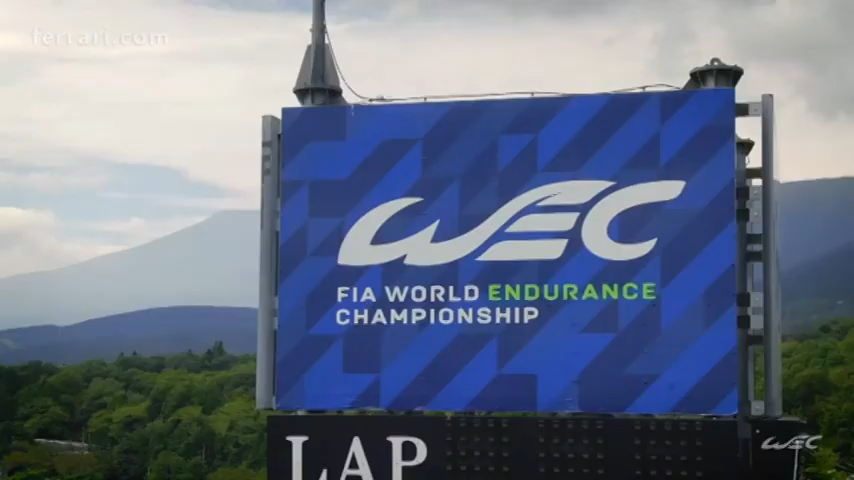 ferrari.com
WEC
FIA WORLD ENDURANCE
CHAMPIONSHIP
LAP
WEC